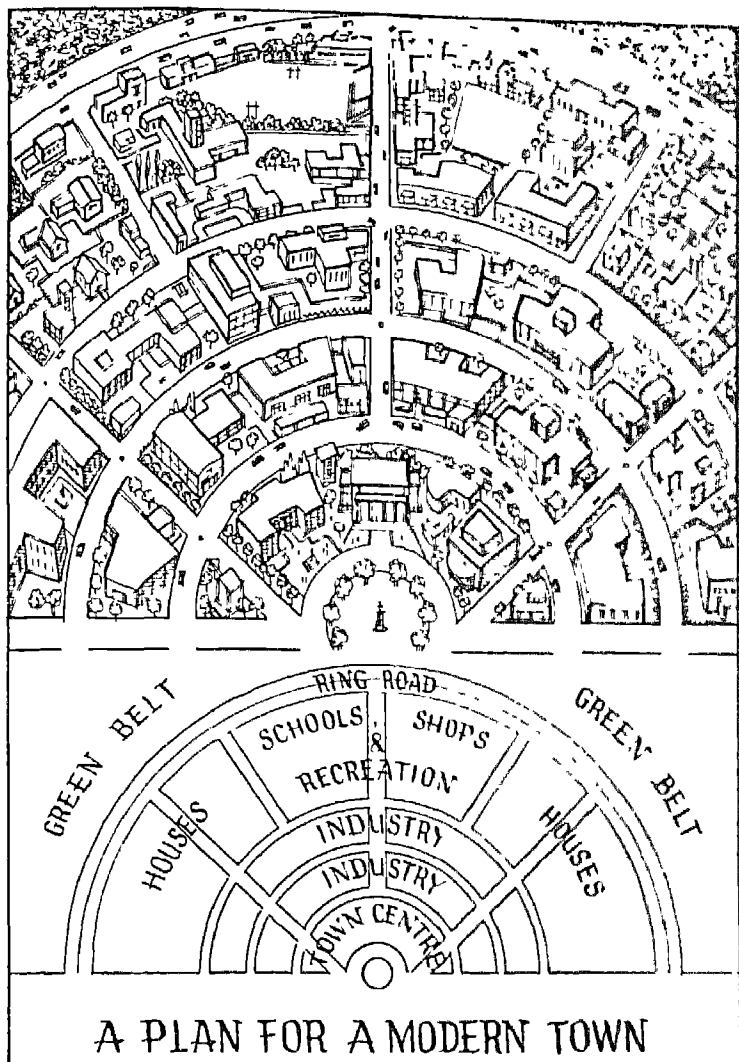 RING ROAD
GREEN BELT
GREEN BELT
SCHOOLS & SHOPS
RECREATION
HOUSES
HOUSES
INDUSTRY
INDUSTRY
TOWN CENTRE
A PLAN FOR A MODERN TOWN